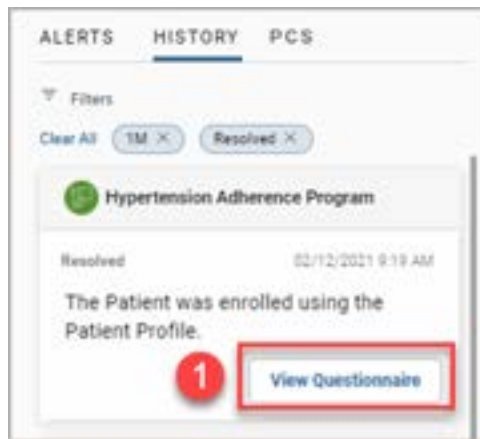 ALERTS HISTORY PCS
Filters
Clear All 1M × Resolved ×
Hypertension Adherence Program
Resolved 02/12/2021 9:19 AM
The Patient was enrolled using the
Patient Profile.
1 View Questionnaire